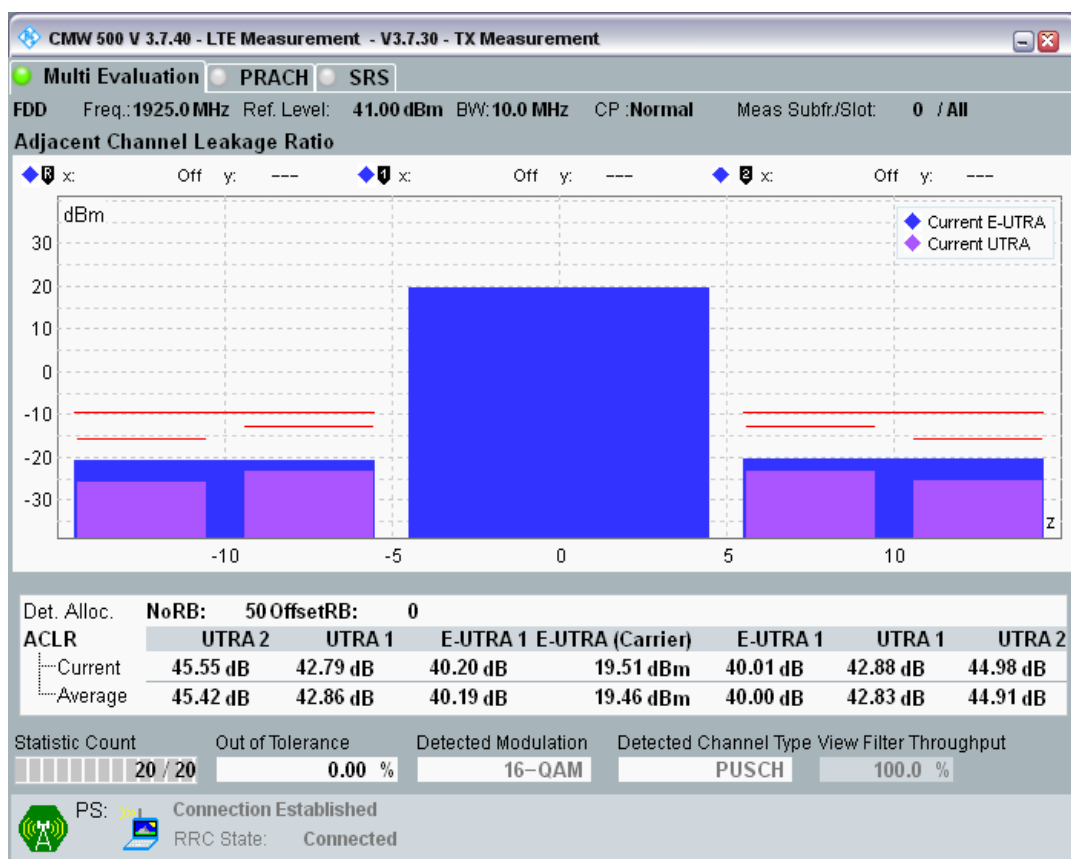 CMW 500 V 3.7.40 - LTE Measurement - V3.7.30 - TX Measurement
Multi Evaluation PRACH SRS
FDD Freq.: 1925.0 MHz Ref. Level: 41.00 dBm BW: 10.0 MHz CP :Normal Meas Subfr./Slot: 0 / All
Adjacent Channel Leakage Ratio
R x: Off y: --- 1 x: Off y: --- 2 x: Off y: ---
dBm
Current E-UTRA
Current UTRA
30
20
10
0
-10
-20
-30
z
-10 -5 0 5 10
Det. Alloc. NoRB: 50 OffsetRB: 0
ACLR UTRA 2 UTRA 1 E-UTRA 1 E-UTRA (Carrier) E-UTRA 1 UTRA 1 UTRA 2
Current 45.55 dB 42.79 dB 40.20 dB 19.51 dBm 40.01 dB 42.88 dB 44.98 dB
Average 45.42 dB 42.86 dB 40.19 dB 19.46 dBm 40.00 dB 42.83 dB 44.91 dB
Statistic Count Out of Tolerance Detected Modulation Detected Channel Type View Filter Throughput
20 / 20 0.00 % 16-QAM PUSCH 100.0 %
PS: Connection Established
RRC State: Connected